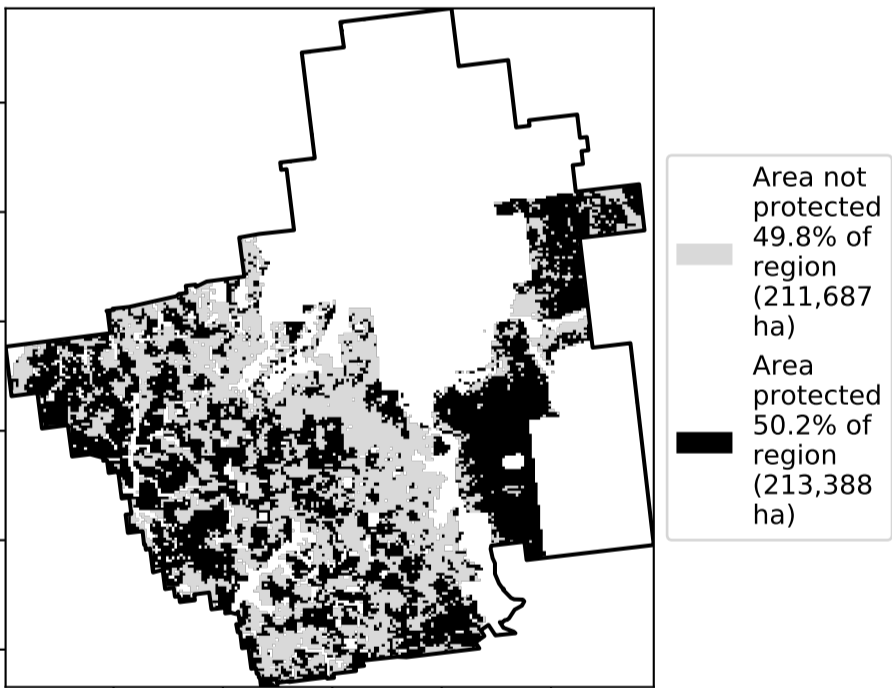 Area not
protected
49.8% of
region
(211,687
ha)
Area
protected
50.2% of
region
(213,388
ha)